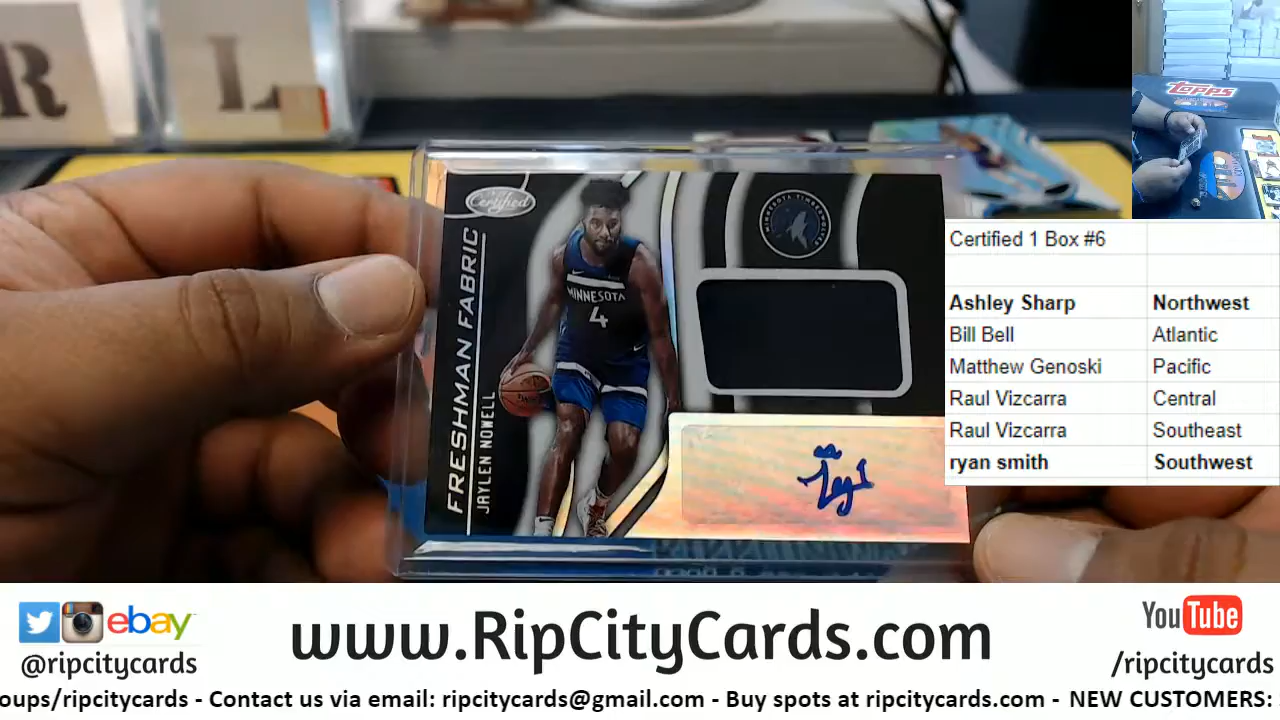 R L
topps
Certified
MINNESOTA TIMBERWOLVES
FRESHMAN FABRIC
JAYLEN NOWELL
MINNESOTA
4
Certified 1 Box #6
Ashley Sharp Northwest
Bill Bell Atlantic
Matthew Genoski Pacific
Raul Vizcarra Central
Raul Vizcarra Southeast
ryan smith Southwest
ebay
@ripcitycards
www.RipCityCards.com
YouTube
/ripcitycards
oups/ripcitycards - Contact us via email: ripcitycards@gmail.com - Buy spots at ripcitycards.com - NEW CUSTOMERS: